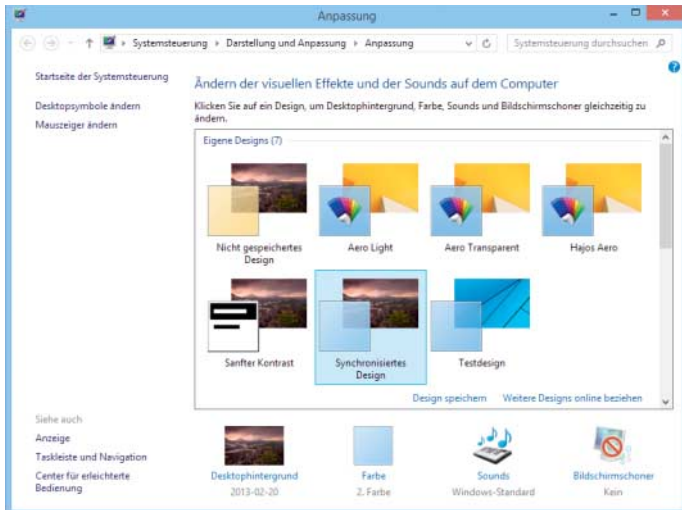 Anpassung
Systemsteuerung Darstellung und Anpassung Anpassung
Systemsteuerung durchsuchen
Startseite der Systemsteuerung
Desktopsymbole ändern
Mauszeiger ändern
Ändern der visuellen Effekte und der Sounds auf dem Computer
Klicken Sie auf ein Design, um Desktophintergrund, Farbe, Sounds und Bildschirmschoner gleichzeitig zu
ändern.
Eigene Designs (7)
Nicht gespeichertes
Design
Aero Light
Aero Transparent
Hajos Aero
Sanfter Kontrast
Synchronisiertes
Design
Testdesign
Design speichern Weitere Designs online beziehen
Siehe auch
Anzeige
Taskleiste und Navigation
Center für erleichterte
Bedienung
Desktophintergrund
2013-02-20
Farbe
2. Farbe
Sounds
Windows-Standard
Bildschirmschoner
Kein